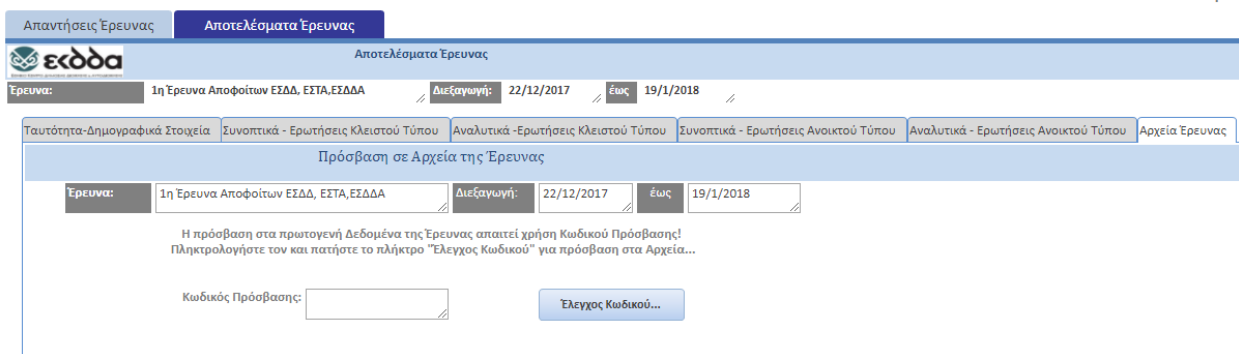 Απαντήσεις Έρευνας Αποτελέσματα Έρευνας
εκδδα Αποτελέσματα Έρευνας
Έρευνα: 1η Έρευνα Αποφοίτων ΕΣΔΔ, ΕΣΤΑ,ΕΣΔΔΑ Διεξαγωγή: 22/12/2017 έως 19/1/2018
Ταυτότητα-Δημογραφικά Στοιχεία Συνοπτικά - Ερωτήσεις Κλειστού Τύπου Αναλυτικά -Ερωτήσεις Κλειστού Τύπου Συνοπτικά - Ερωτήσεις Ανοικτού Τύπου Αναλυτικά - Ερωτήσεις Ανοικτού Τύπου Αρχεία Έρευνας
Πρόσβαση σε Αρχεία της Έρευνας
Έρευνα: 1η Έρευνα Αποφοίτων ΕΣΔΔ, ΕΣΤΑ,ΕΣΔΔΑ Διεξαγωγή: 22/12/2017 έως 19/1/2018
Η πρόσβαση στα πρωτογενή Δεδομένα της Έρευνας απαιτεί χρήση Κωδικού Πρόσβασης!
Πληκτρολογήστε τον και πατήστε το πλήκτρο "Έλεγχος Κωδικού" για πρόσβαση στα Αρχεία...
Κωδικός Πρόσβασης: Έλεγχος Κωδικού...